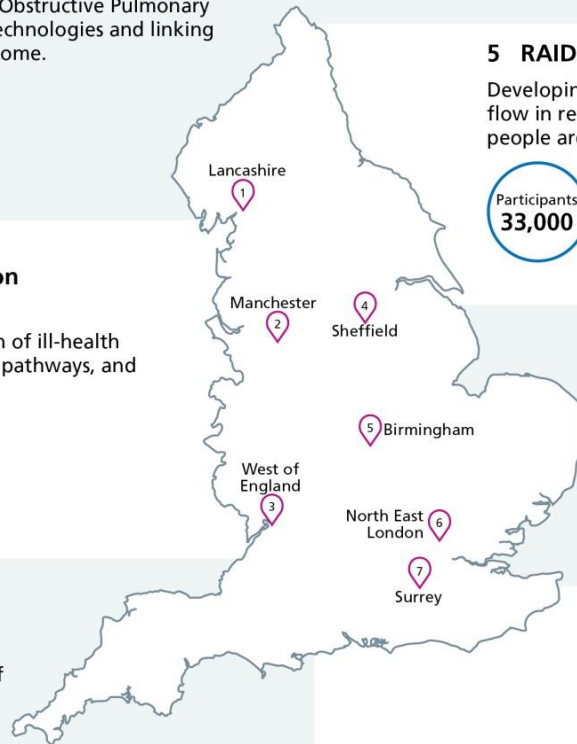 Obstructive Pulmonary
echnologies and linking
ome.
5 RAID
Developin
flow in re
people are
Participants
33,000
on
n of ill-health
pathways, and
f
Lancashire
1
Manchester
2
4
Sheffield
5 Birmingham
West of
England
3
North East
London
6
7
Surrey